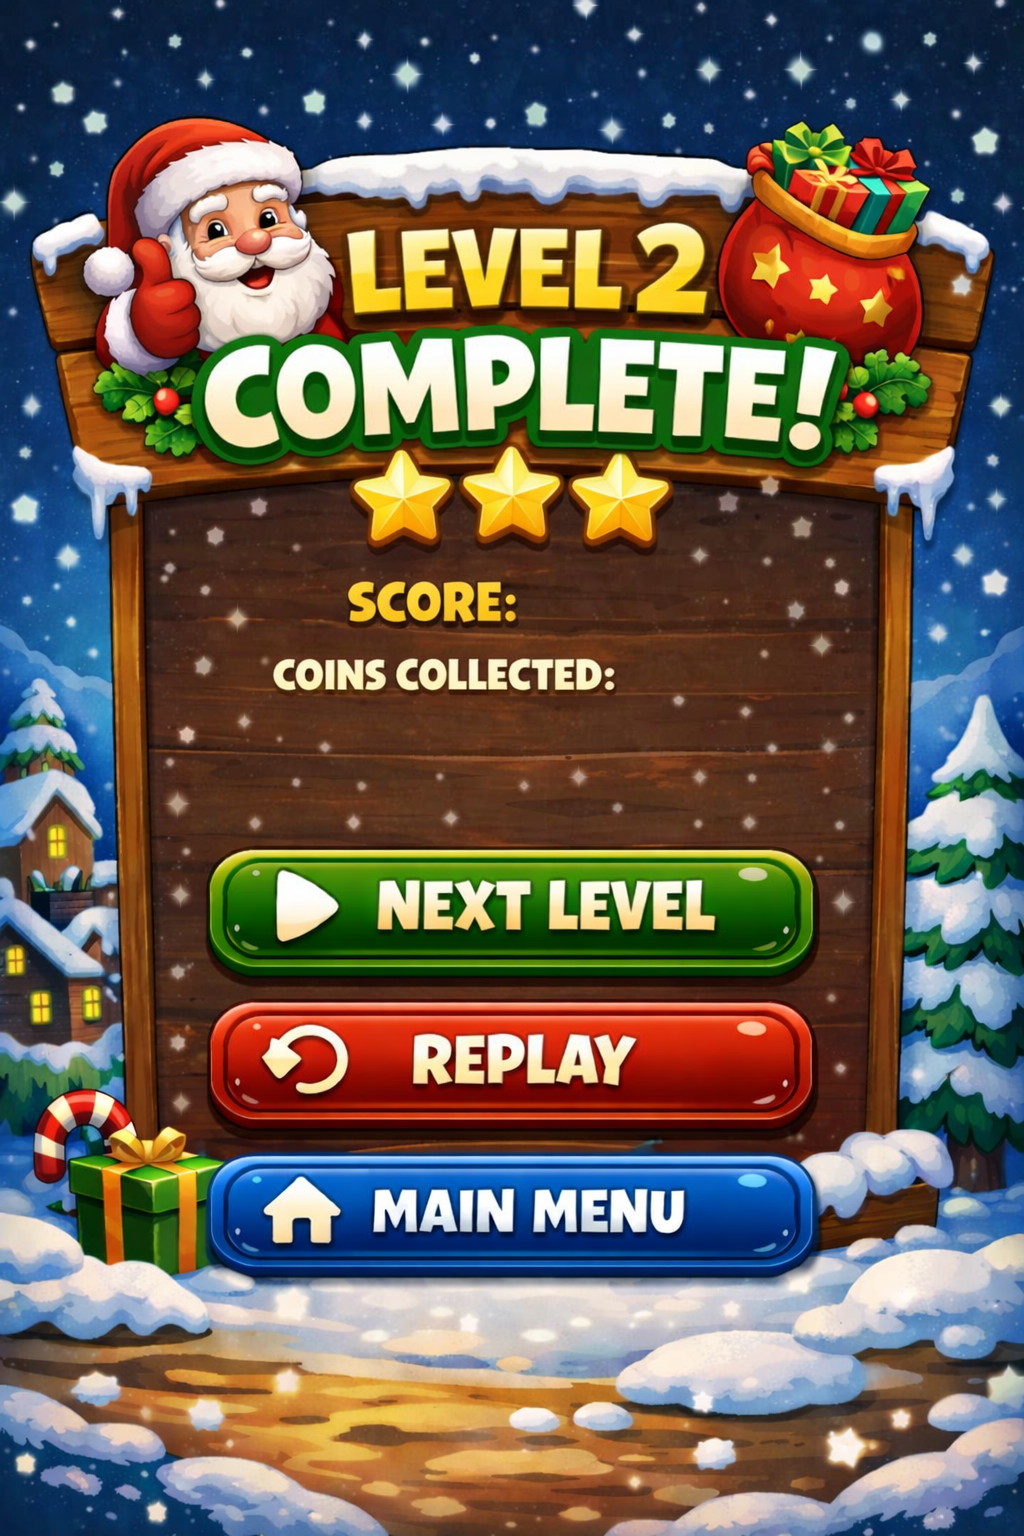 LEVEL 2
COMPLETE!
SCORE:
COINS COLLECTED:
NEXT LEVEL
REPLAY
MAIN MENU